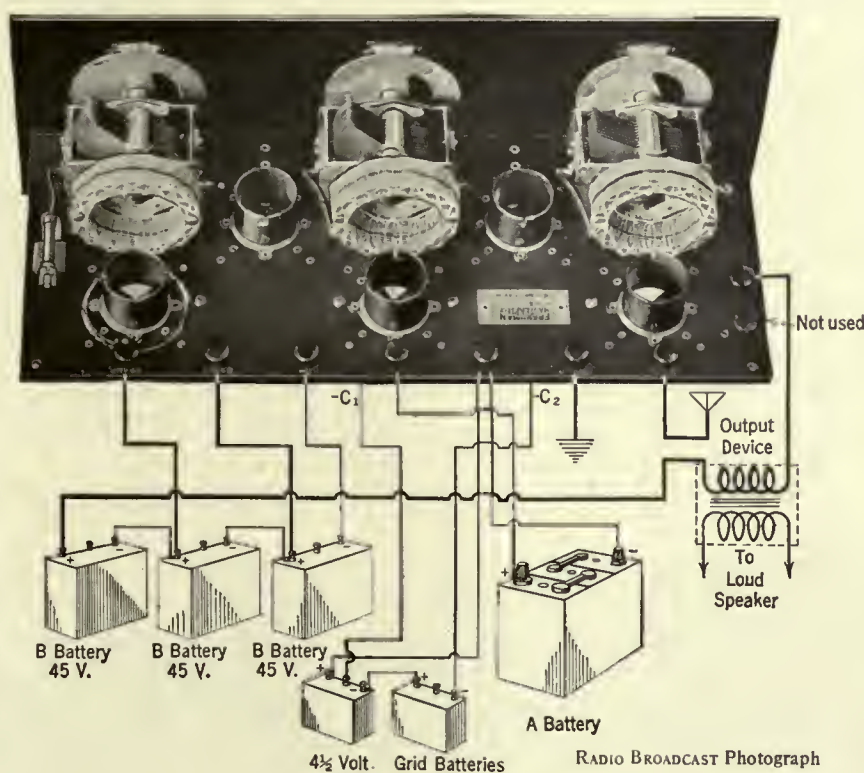 Not used
-C₁
-C₂
Output
Device
To
Loud
Speaker
B Battery
45 V.
B Battery
45 V.
B Battery
45 V.
A Battery
4½ Volt. Grid Batteries
RADIO BROADCAST Photograph